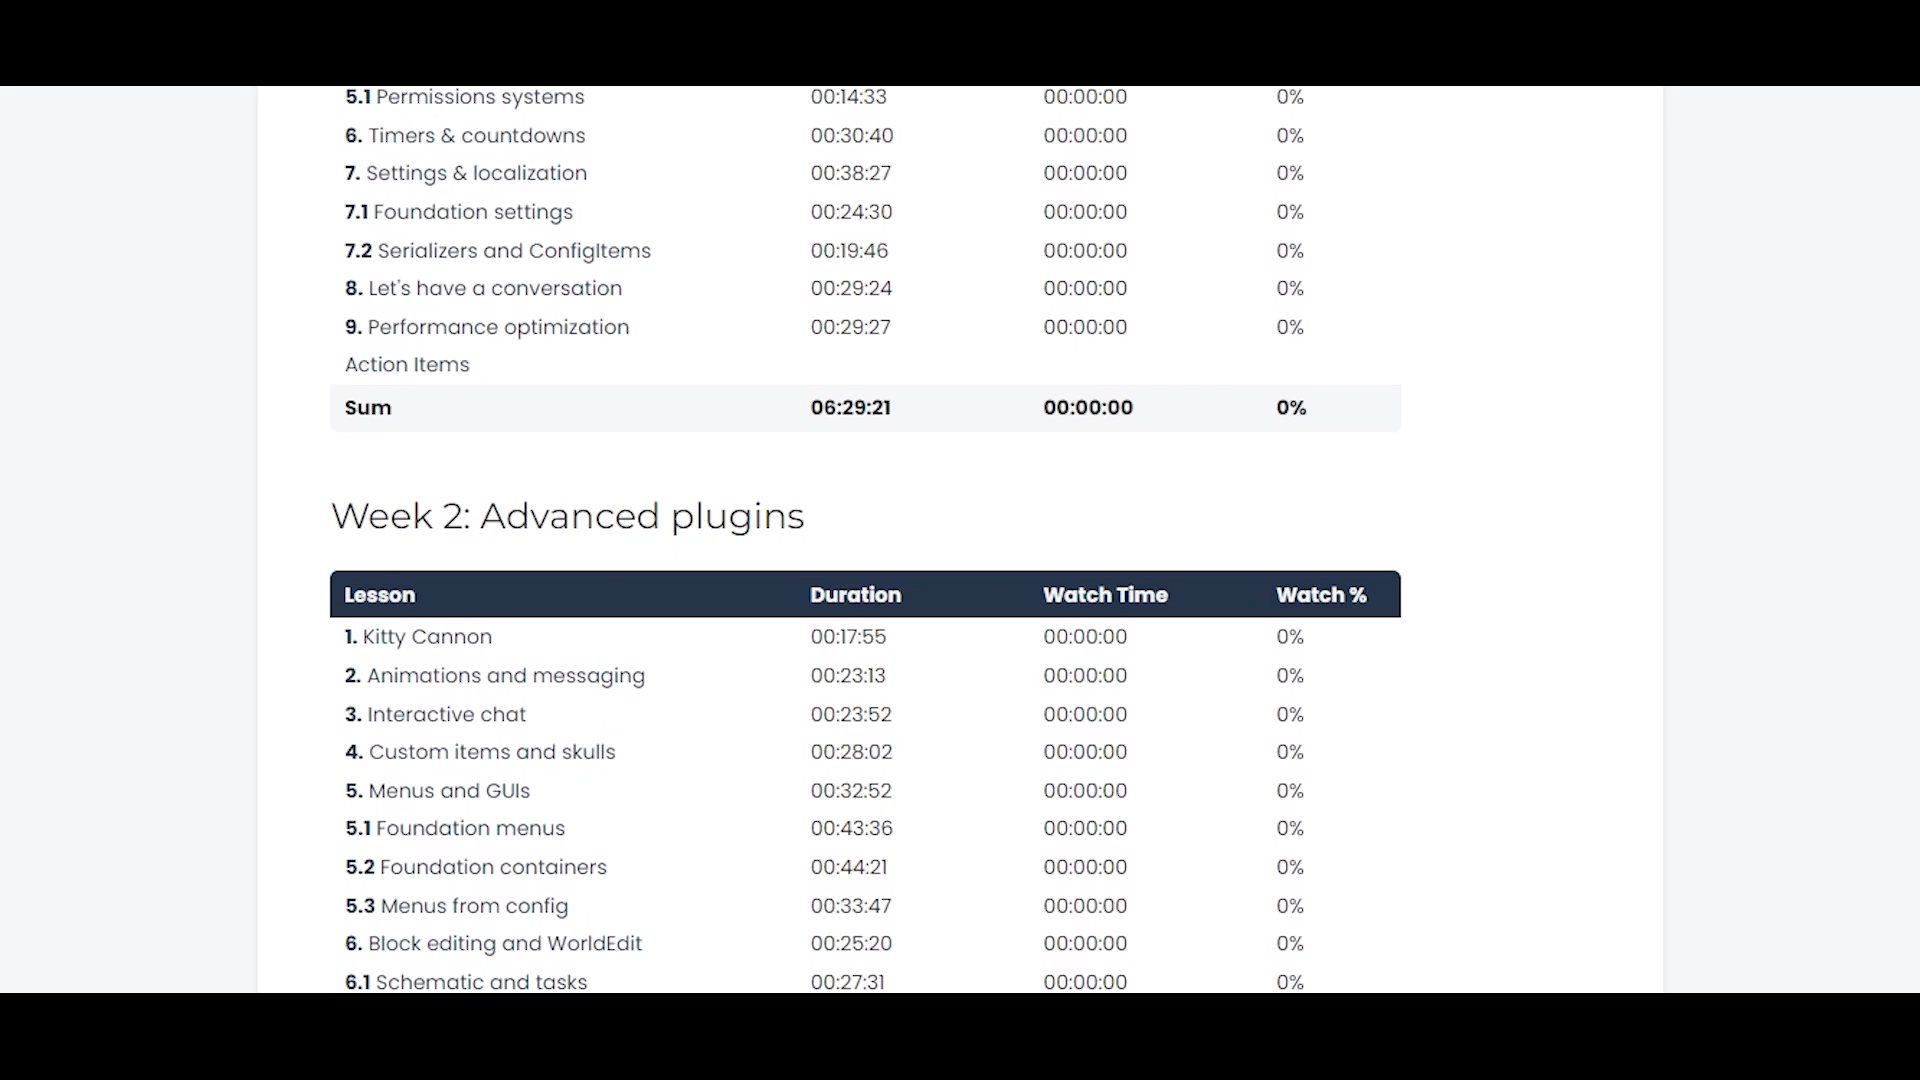 5.1 Permissions systems 00:14:33 00:00:00 0%
6. Timers & countdowns 00:30:40 00:00:00 0%
7. Settings & localization 00:38:27 00:00:00 0%
7.1 Foundation settings 00:24:30 00:00:00 0%
7.2 Serializers and ConfigItems 00:19:46 00:00:00 0%
8. Let's have a conversation 00:29:24 00:00:00 0%
9. Performance optimization 00:29:27 00:00:00 0%
Action Items
Sum 06:29:21 00:00:00 0%
Week 2: Advanced plugins
Lesson Duration Watch Time Watch %
1. Kitty Cannon 00:17:55 00:00:00 0%
2. Animations and messaging 00:23:13 00:00:00 0%
3. Interactive chat 00:23:52 00:00:00 0%
4. Custom items and skulls 00:28:02 00:00:00 0%
5. Menus and GUIs 00:32:52 00:00:00 0%
5.1 Foundation menus 00:43:36 00:00:00 0%
5.2 Foundation containers 00:44:21 00:00:00 0%
5.3 Menus from config 00:33:47 00:00:00 0%
6. Block editing and WorldEdit 00:25:20 00:00:00 0%
6.1 Schematic and tasks 00:27:31 00:00:00 0%